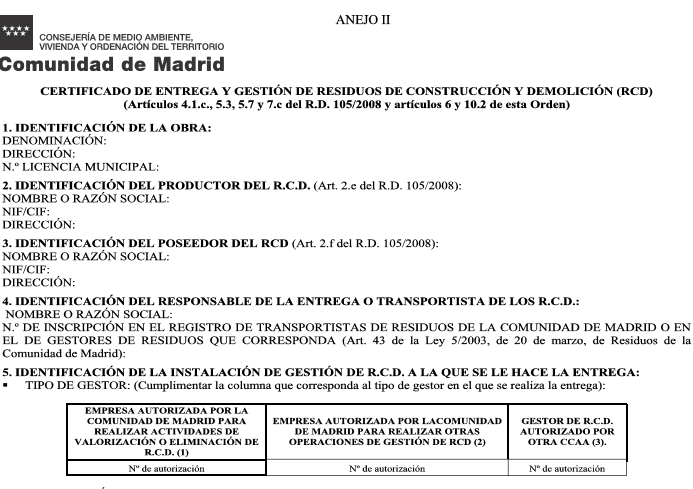 ANEJO II
CONSEJERÍA DE MEDIO AMBIENTE,
VIVIENDA Y ORDENACIÓN DEL TERRITORIO
Comunidad de Madrid
CERTIFICADO DE ENTREGA Y GESTIÓN DE RESIDUOS DE CONSTRUCCIÓN Y DEMOLICIÓN (RCD)
(Artículos 4.1.c., 5.3, 5.7 y 7.c del R.D. 105/2008 y artículos 6 y 10.2 de esta Orden)
1. IDENTIFICACIÓN DE LA OBRA:
DENOMINACIÓN:
DIRECCIÓN:
N.º LICENCIA MUNICIPAL:
2. IDENTIFICACIÓN DEL PRODUCTOR DEL R.C.D. (Art. 2.e del R.D. 105/2008):
NOMBRE O RAZÓN SOCIAL:
NIF/CIF:
DIRECCIÓN:
3. IDENTIFICACIÓN DEL POSEEDOR DEL RCD (Art. 2.f del R.D. 105/2008):
NOMBRE O RAZÓN SOCIAL:
NIF/CIF:
DIRECCIÓN:
4. IDENTIFICACIÓN DEL RESPONSABLE DE LA ENTREGA O TRANSPORTISTA DE LOS R.C.D.:
NOMBRE O RAZÓN SOCIAL:
N.º DE INSCRIPCIÓN EN EL REGISTRO DE TRANSPORTISTAS DE RESIDUOS DE LA COMUNIDAD DE MADRID O EN
EL DE GESTORES DE RESIDUOS QUE CORRESPONDA (Art. 43 de la Ley 5/2003, de 20 de marzo, de Residuos de la
Comunidad de Madrid):
5. IDENTIFICACIÓN DE LA INSTALACIÓN DE GESTIÓN DE R.C.D. A LA QUE SE LE HACE LA ENTREGA:
▪ TIPO DE GESTOR: (Cumplimentar la columna que corresponda al tipo de gestor en el que se realiza la entrega):
EMPRESA AUTORIZADA POR LA
COMUNIDAD DE MADRID PARA
REALIZAR ACTIVIDADES DE
VALORIZACIÓN O ELIMINACIÓN DE
R.C.D. (1)
EMPRESA AUTORIZADA POR LACOMUNIDAD
DE MADRID PARA REALIZAR OTRAS
OPERACIONES DE GESTIÓN DE RCD (2)
GESTOR DE R.C.D.
AUTORIZADO POR
OTRA CCAA (3).
Nº de autorización
Nº de autorización
Nº de autorización